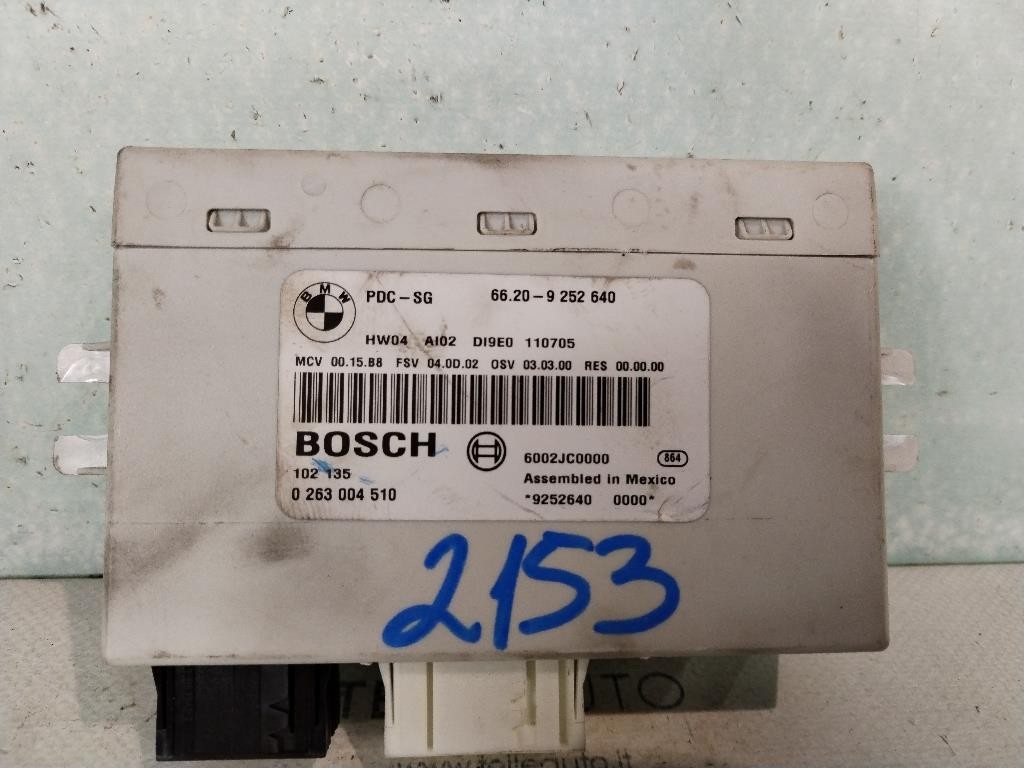 BMW
PDC-SG 66.20-9 252 640
HW04 AI02 DI9E0 110705
MCV 00.15.B8 FSV 04.0D.02 OSV 03.03.00 RES 00.00.00
BOSCH
6002JC0000 864
102 135 Assembled in Mexico
0 263 004 510 *9252640 0000*
2153
AUTO